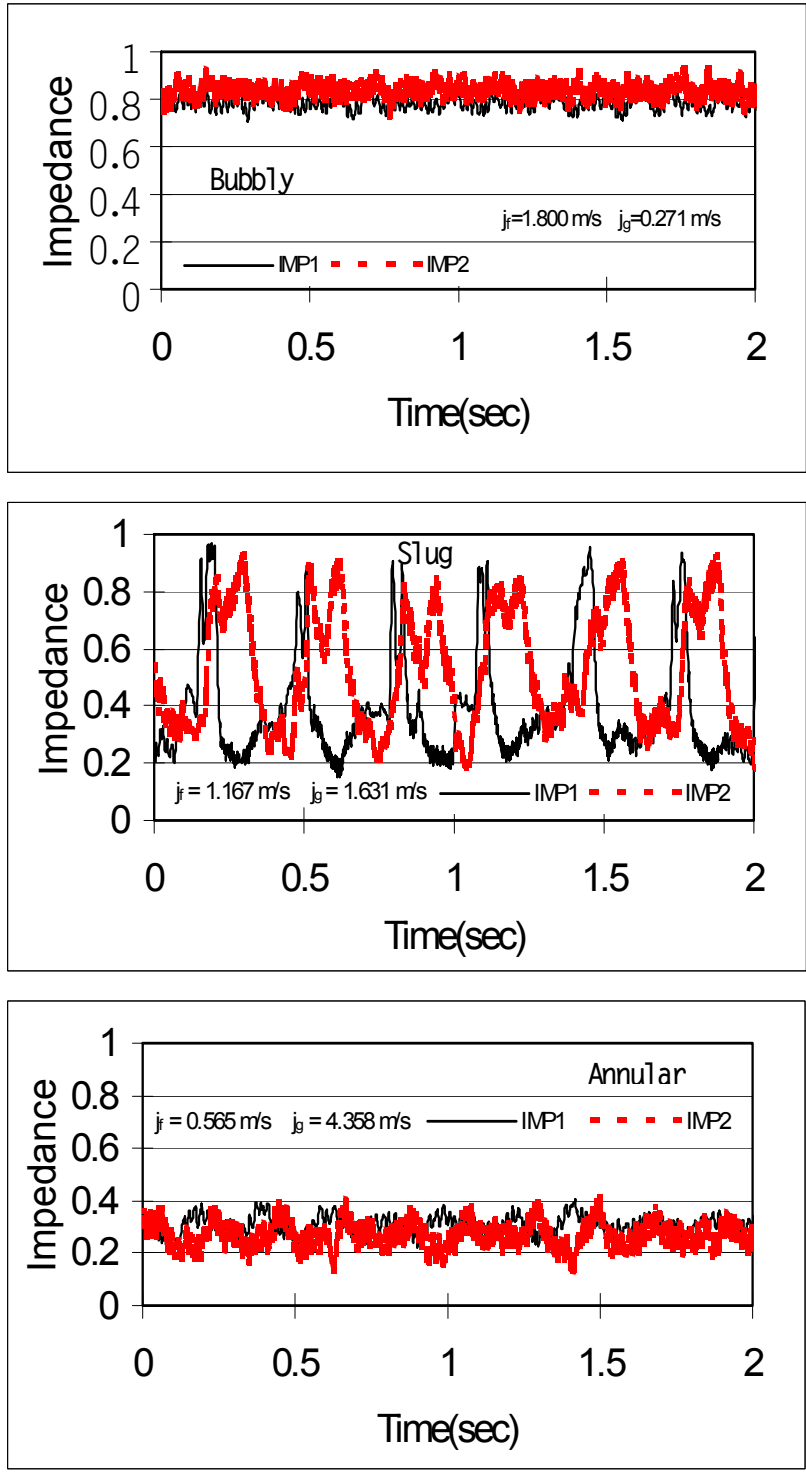 Impedance
1
0.8
0.6
0.4
0.2
0
Bubbly
jf=1.800 m/s jg=0.271 m/s
IMP1 IMP2
0 0.5 1 1.5 2
Time(sec)
Impedance
1
0.8
0.6
0.4
0.2
0
Slug
jf = 1.167 m/s jg = 1.631 m/s IMP1 IMP2
0 0.5 1 1.5 2
Time(sec)
Impedance
1
0.8
0.6
0.4
0.2
0
Annular
jf = 0.565 m/s jg = 4.358 m/s IMP1 IMP2
0 0.5 1 1.5 2
Time(sec)